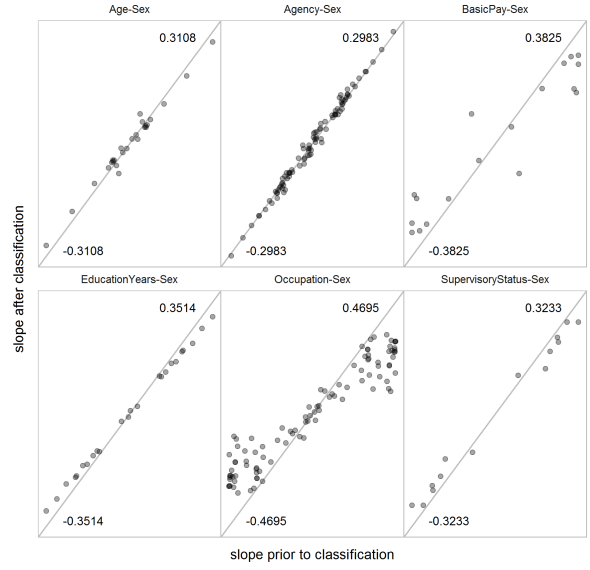 Age-Sex
Agency-Sex
BasicPay-Sex
0.3108
0.2983
0.3825
-0.3108
-0.2983
-0.3825
EducationYears-Sex
Occupation-Sex
SupervisoryStatus-Sex
0.3514
0.4695
0.3233
-0.3514
-0.4695
-0.3233
slope after classification
slope prior to classification